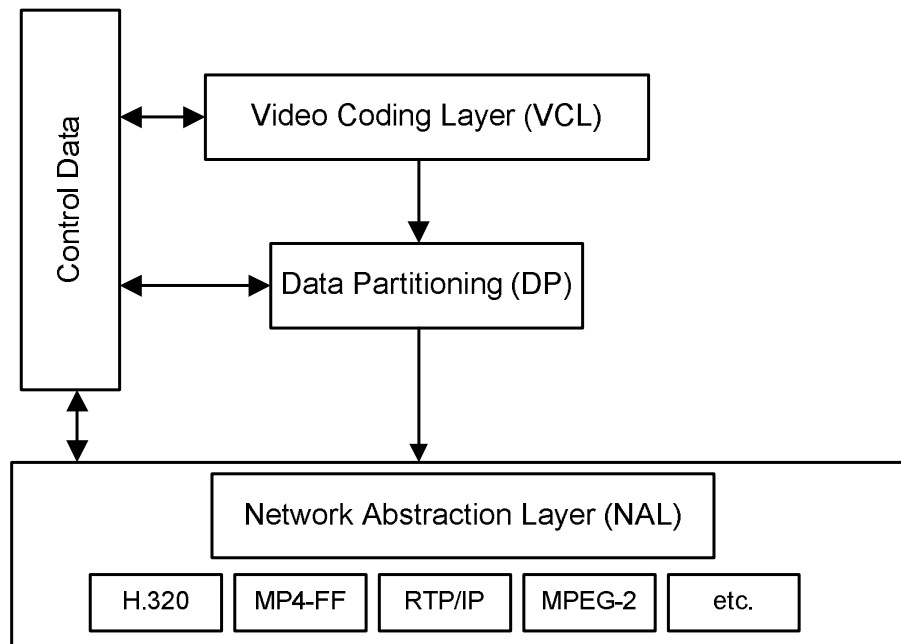 Control Data
Video Coding Layer (VCL)
Data Partitioning (DP)
Network Abstraction Layer (NAL)
H.320
MP4-FF
RTP/IP
MPEG-2
etc.